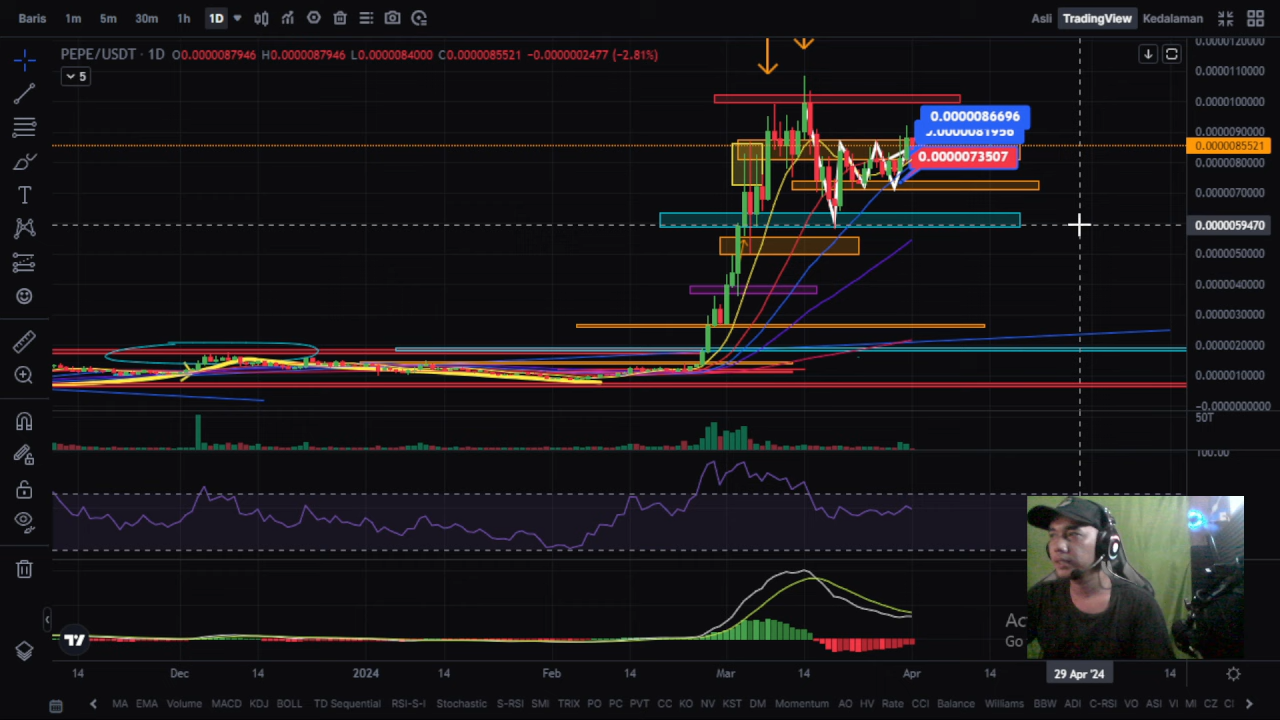 Baris 1m 5m 30m 1h 1D Asli TradingView Kedalaman
PEPE/USDT · 1D O0.0000087946 H0.0000087946 L0.0000084000 C0.0000085521 −0.0000002477 (−2.81%)
5
0.0000120000
0.0000110000
0.0000100000
0.0000090000
0.0000085521
0.0000080000
0.0000070000
0.0000059470
0.0000050000
0.0000040000
0.0000030000
0.0000020000
0.0000010000
−0.0000000000
50T
100.00
0.0000086696
0.0000081956
0.0000073507
Ac
Go
14 Dec 14 2024 14 Feb 14 Mar 14 Apr 14 29 Apr '24 14
MA EMA Volume MACD KDJ BOLL TD Sequential RSI-S-I Stochastic S-RSI SMI TRIX PO PC PVT CC KO NV KST DM Momentum AO HV Rate CCI Balance Williams BBW ADI C-RSI VO ASI VI MI CZ CI